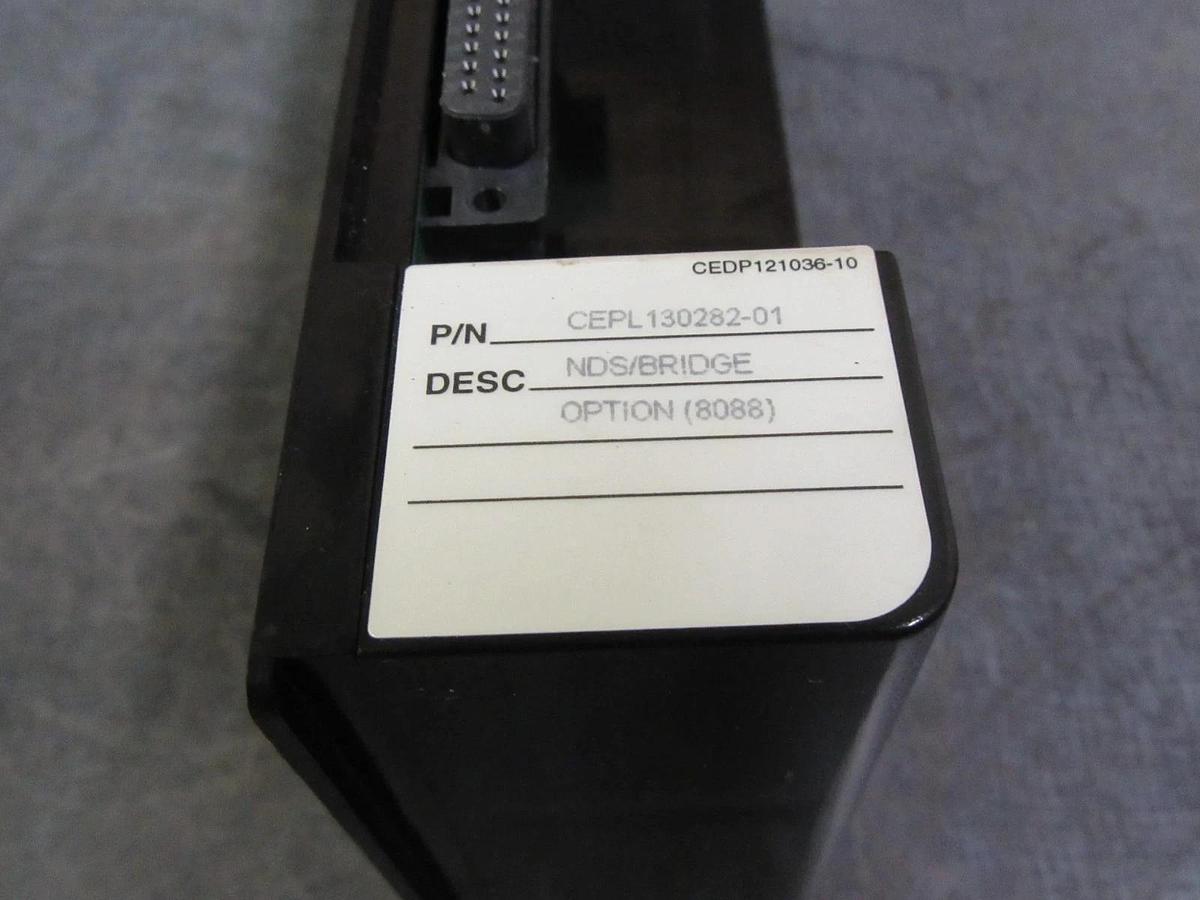 CEDP121036-10
P/N CEPL130282-01
DESC NDS/BRIDGE
OPTION (8088)